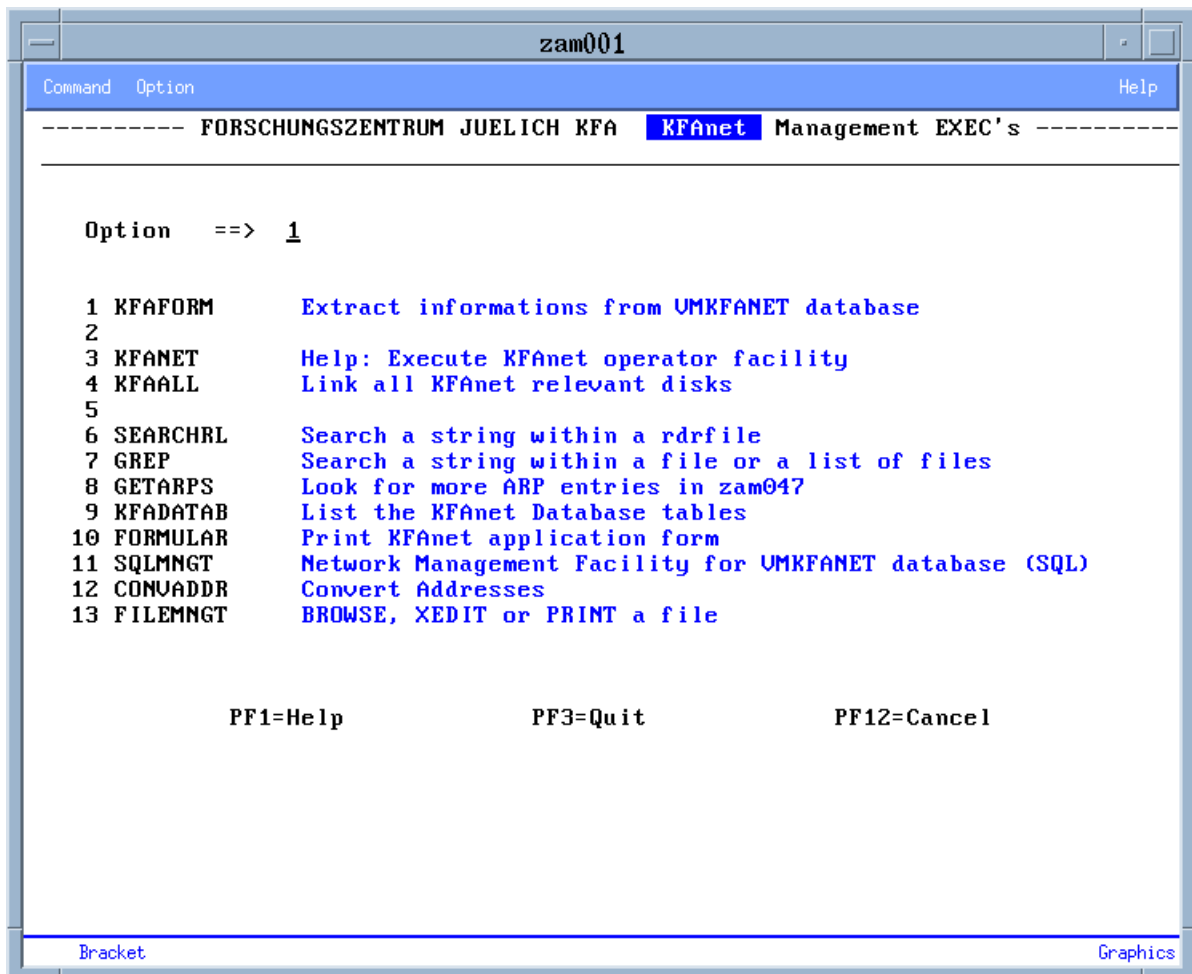 zam001
Command Option Help
---------- FORSCHUNGSZENTRUM JUELICH KFA KFAnet Management EXEC's ----------
Option ==> 1
1 KFAFORM Extract informations from VMKFANET database
2
3 KFANET Help: Execute KFAnet operator facility
4 KFAALL Link all KFAnet relevant disks
5
6 SEARCHRL Search a string within a rdrfile
7 GREP Search a string within a file or a list of files
8 GETARPS Look for more ARP entries in zam047
9 KFADATAB List the KFAnet Database tables
10 FORMULAR Print KFAnet application form
11 SQLMNGT Network Management Facility for VMKFANET database (SQL)
12 CONVADDR Convert Addresses
13 FILEMNGT BROWSE, XEDIT or PRINT a file
PF1=Help PF3=Quit PF12=Cancel
Bracket Graphics